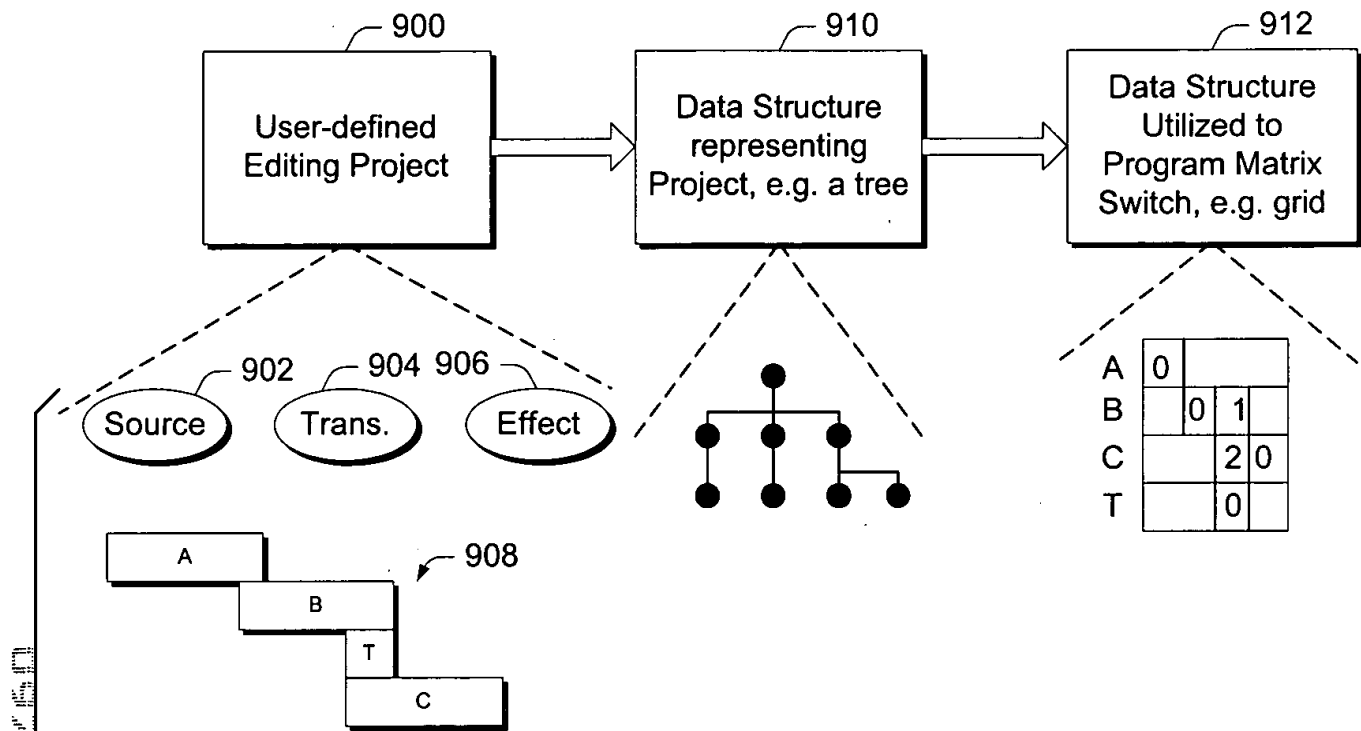 900
910
912
User-defined
Editing Project
Data Structure
representing
Project, e.g. a tree
Data Structure
Utilized to
Program Matrix
Switch, e.g. grid
902
904
906
Source
Trans.
Effect
A 0
B 0 1
C 2 0
T 0
908
A
B
T
C